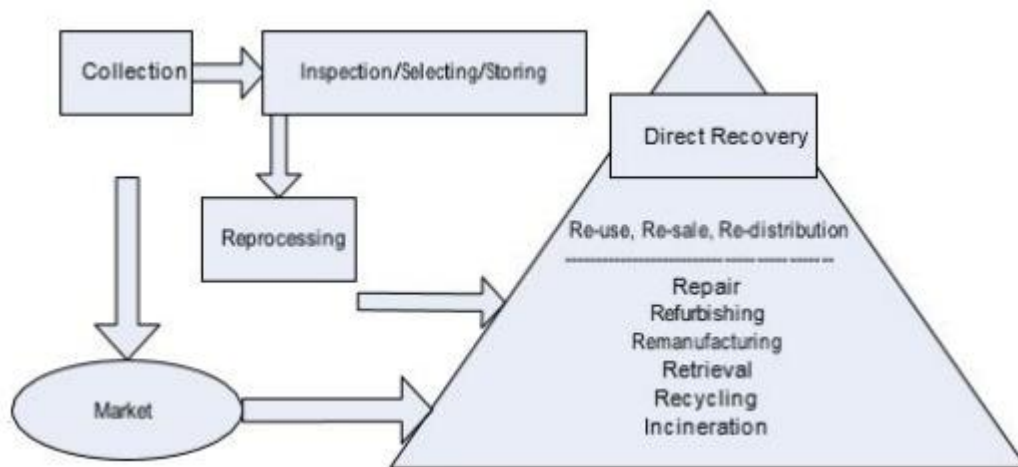 Collection
Inspection/Selecting/Storing
Direct Recovery
Reprocessing
Re-use, Re-sale, Re-distribution
Repair
Refurbishing
Remanufacturing
Retrieval
Recycling
Incineration
Market